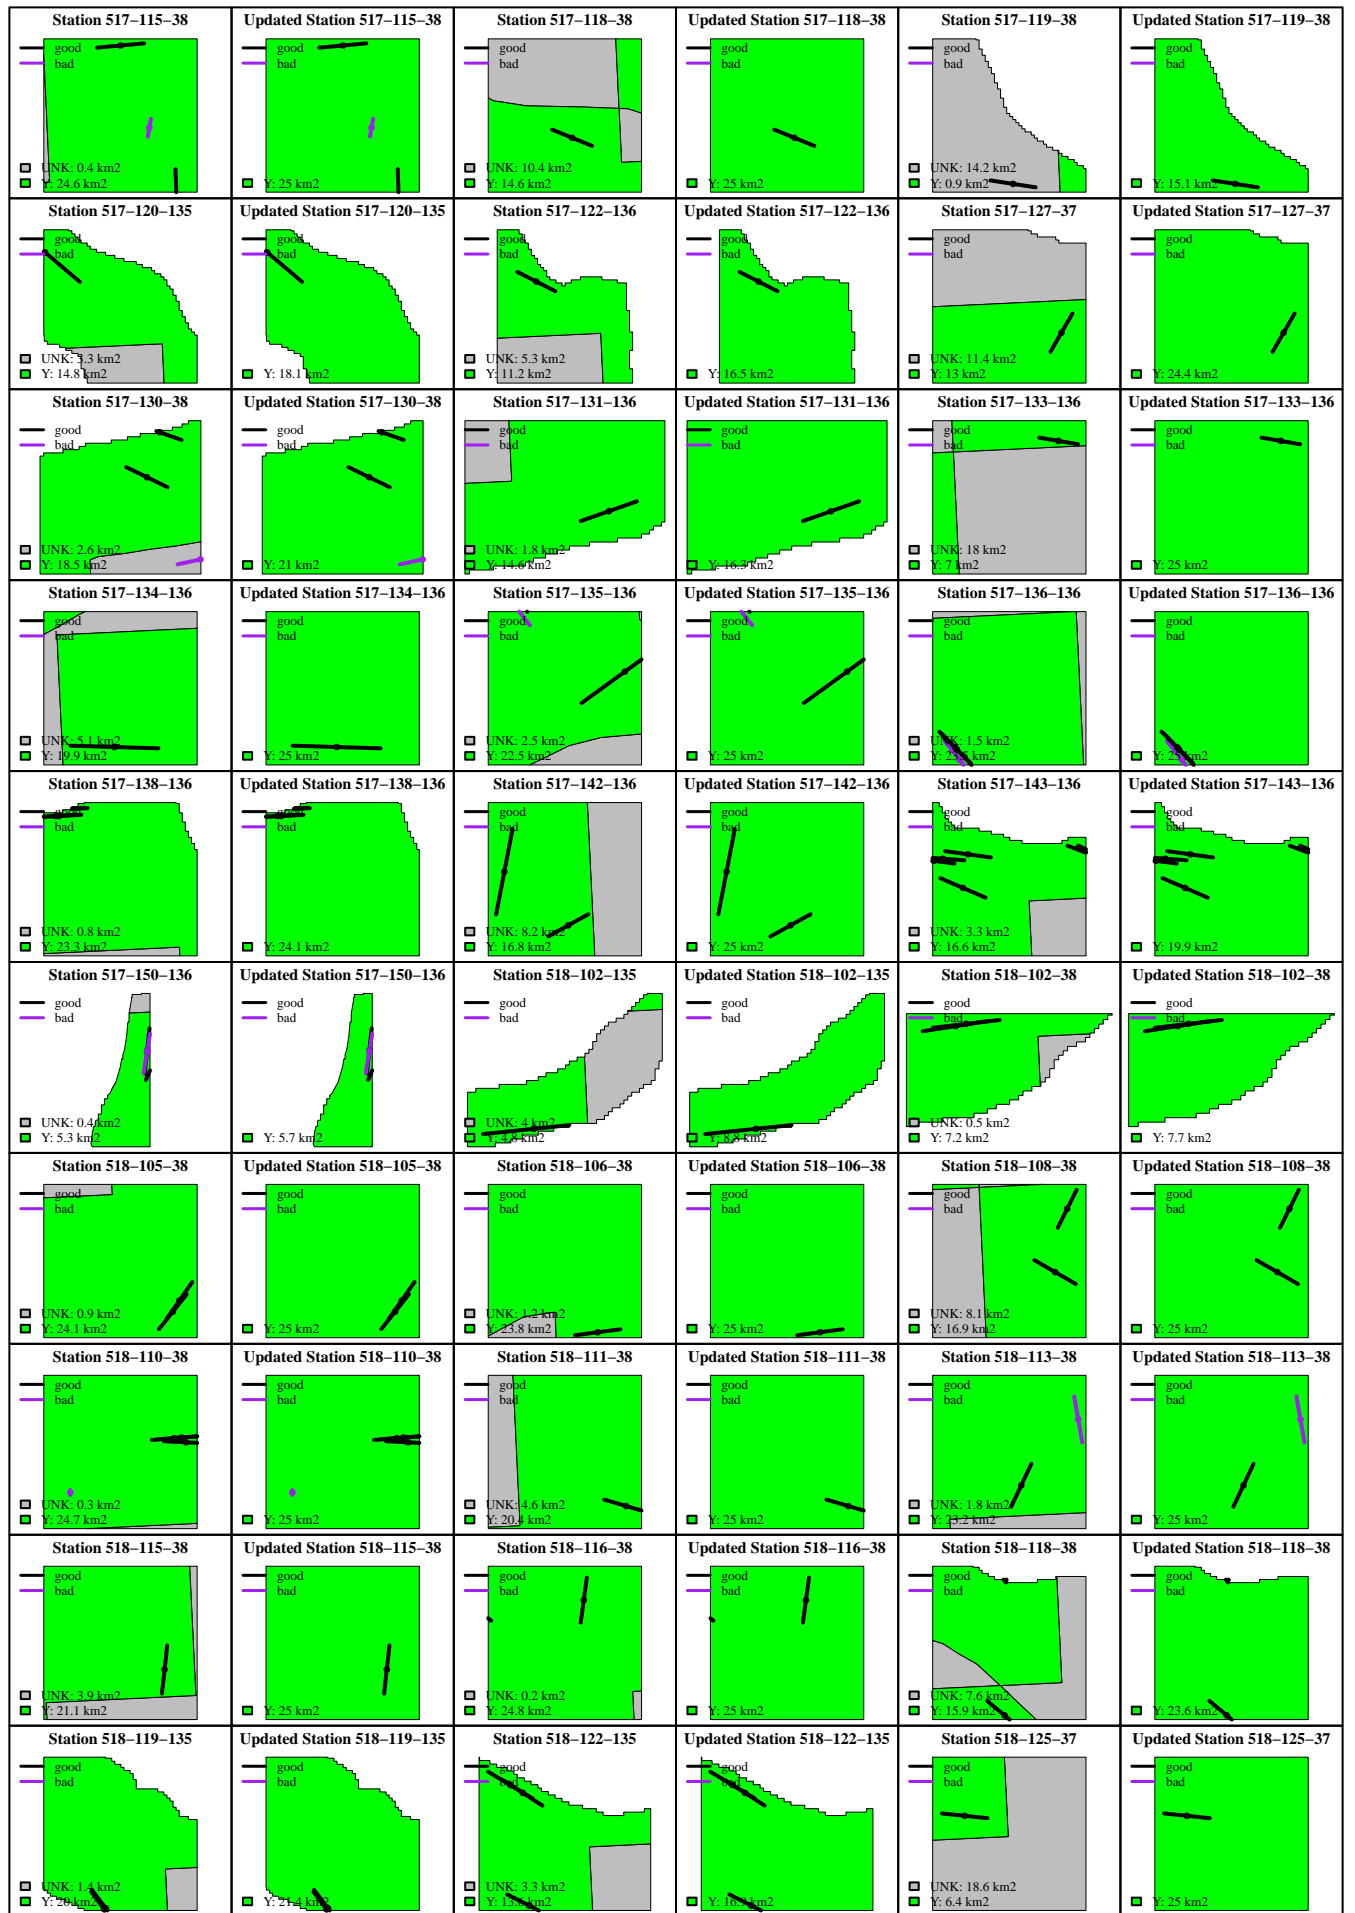 Station 517−115−38
good
bad
UNK: 0.4 km2
Y: 24.6 km2
Updated Station 517−115−38
good
bad
Y: 25 km2
Station 517−118−38
good
bad
UNK: 10.4 km2
Y: 14.6 km2
Updated Station 517−118−38
good
bad
Y: 25 km2
Station 517−119−38
good
bad
UNK: 14.2 km2
Y: 0.9 km2
Updated Station 517−119−38
good
bad
Y: 15.1 km2
Station 517−120−135
good
bad
UNK: 3.3 km2
Y: 14.8 km2
Updated Station 517−120−135
good
bad
Y: 18.1 km2
Station 517−122−136
good
bad
UNK: 5.3 km2
Y: 11.2 km2
Updated Station 517−122−136
good
bad
Y: 16.5 km2
Station 517−127−37
good
bad
UNK: 11.4 km2
Y: 13 km2
Updated Station 517−127−37
good
bad
Y: 24.4 km2
Station 517−130−38
good
bad
UNK: 2.6 km2
Y: 18.5 km2
Updated Station 517−130−38
good
bad
Y: 21 km2
Station 517−131−136
good
bad
UNK: 1.8 km2
Y: 14.6 km2
Updated Station 517−131−136
good
bad
Y: 16.3 km2
Station 517−133−136
good
bad
UNK: 18 km2
Y: 7 km2
Updated Station 517−133−136
good
bad
Y: 25 km2
Station 517−134−136
good
bad
UNK: 5.1 km2
Y: 19.9 km2
Updated Station 517−134−136
good
bad
Y: 25 km2
Station 517−135−136
good
bad
UNK: 2.5 km2
Y: 22.5 km2
Updated Station 517−135−136
good
bad
Y: 25 km2
Station 517−136−136
good
bad
UNK: 1.5 km2
Y: 23.5 km2
Updated Station 517−136−136
good
bad
Y: 25 km2
Station 517−138−136
good
bad
UNK: 0.8 km2
Y: 23.3 km2
Updated Station 517−138−136
good
bad
Y: 24.1 km2
Station 517−142−136
good
bad
UNK: 8.2 km2
Y: 16.8 km2
Updated Station 517−142−136
good
bad
Y: 25 km2
Station 517−143−136
good
bad
UNK: 3.3 km2
Y: 16.6 km2
Updated Station 517−143−136
good
bad
Y: 19.9 km2
Station 517−150−136
good
bad
UNK: 0.4 km2
Y: 5.3 km2
Updated Station 517−150−136
good
bad
Y: 5.7 km2
Station 518−102−135
good
bad
UNK: 4 km2
Y: 4.8 km2
Updated Station 518−102−135
good
bad
Y: 8.8 km2
Station 518−102−38
good
bad
UNK: 0.5 km2
Y: 7.2 km2
Updated Station 518−102−38
good
bad
Y: 7.7 km2
Station 518−105−38
good
bad
UNK: 0.9 km2
Y: 24.1 km2
Updated Station 518−105−38
good
bad
Y: 25 km2
Station 518−106−38
good
bad
UNK: 1.2 km2
Y: 23.8 km2
Updated Station 518−106−38
good
bad
Y: 25 km2
Station 518−108−38
good
bad
UNK: 8.1 km2
Y: 16.9 km2
Updated Station 518−108−38
good
bad
Y: 25 km2
Station 518−110−38
good
bad
UNK: 0.3 km2
Y: 24.7 km2
Updated Station 518−110−38
good
bad
Y: 25 km2
Station 518−111−38
good
bad
UNK: 4.6 km2
Y: 20.4 km2
Updated Station 518−111−38
good
bad
Y: 25 km2
Station 518−113−38
good
bad
UNK: 1.8 km2
Y: 23.2 km2
Updated Station 518−113−38
good
bad
Y: 25 km2
Station 518−115−38
good
bad
UNK: 3.9 km2
Y: 21.1 km2
Updated Station 518−115−38
good
bad
Y: 25 km2
Station 518−116−38
good
bad
UNK: 0.2 km2
Y: 24.8 km2
Updated Station 518−116−38
good
bad
Y: 25 km2
Station 518−118−38
good
bad
UNK: 7.6 km2
Y: 15.9 km2
Updated Station 518−118−38
good
bad
Y: 23.6 km2
Station 518−119−135
good
bad
UNK: 1.4 km2
Y: 20 km2
Updated Station 518−119−135
good
bad
Y: 21.4 km2
Station 518−122−135
good
bad
UNK: 3.3 km2
Y: 13.6 km2
Updated Station 518−122−135
good
bad
Y: 16.9 km2
Station 518−125−37
good
bad
UNK: 18.6 km2
Y: 6.4 km2
Updated Station 518−125−37
good
bad
Y: 25 km2